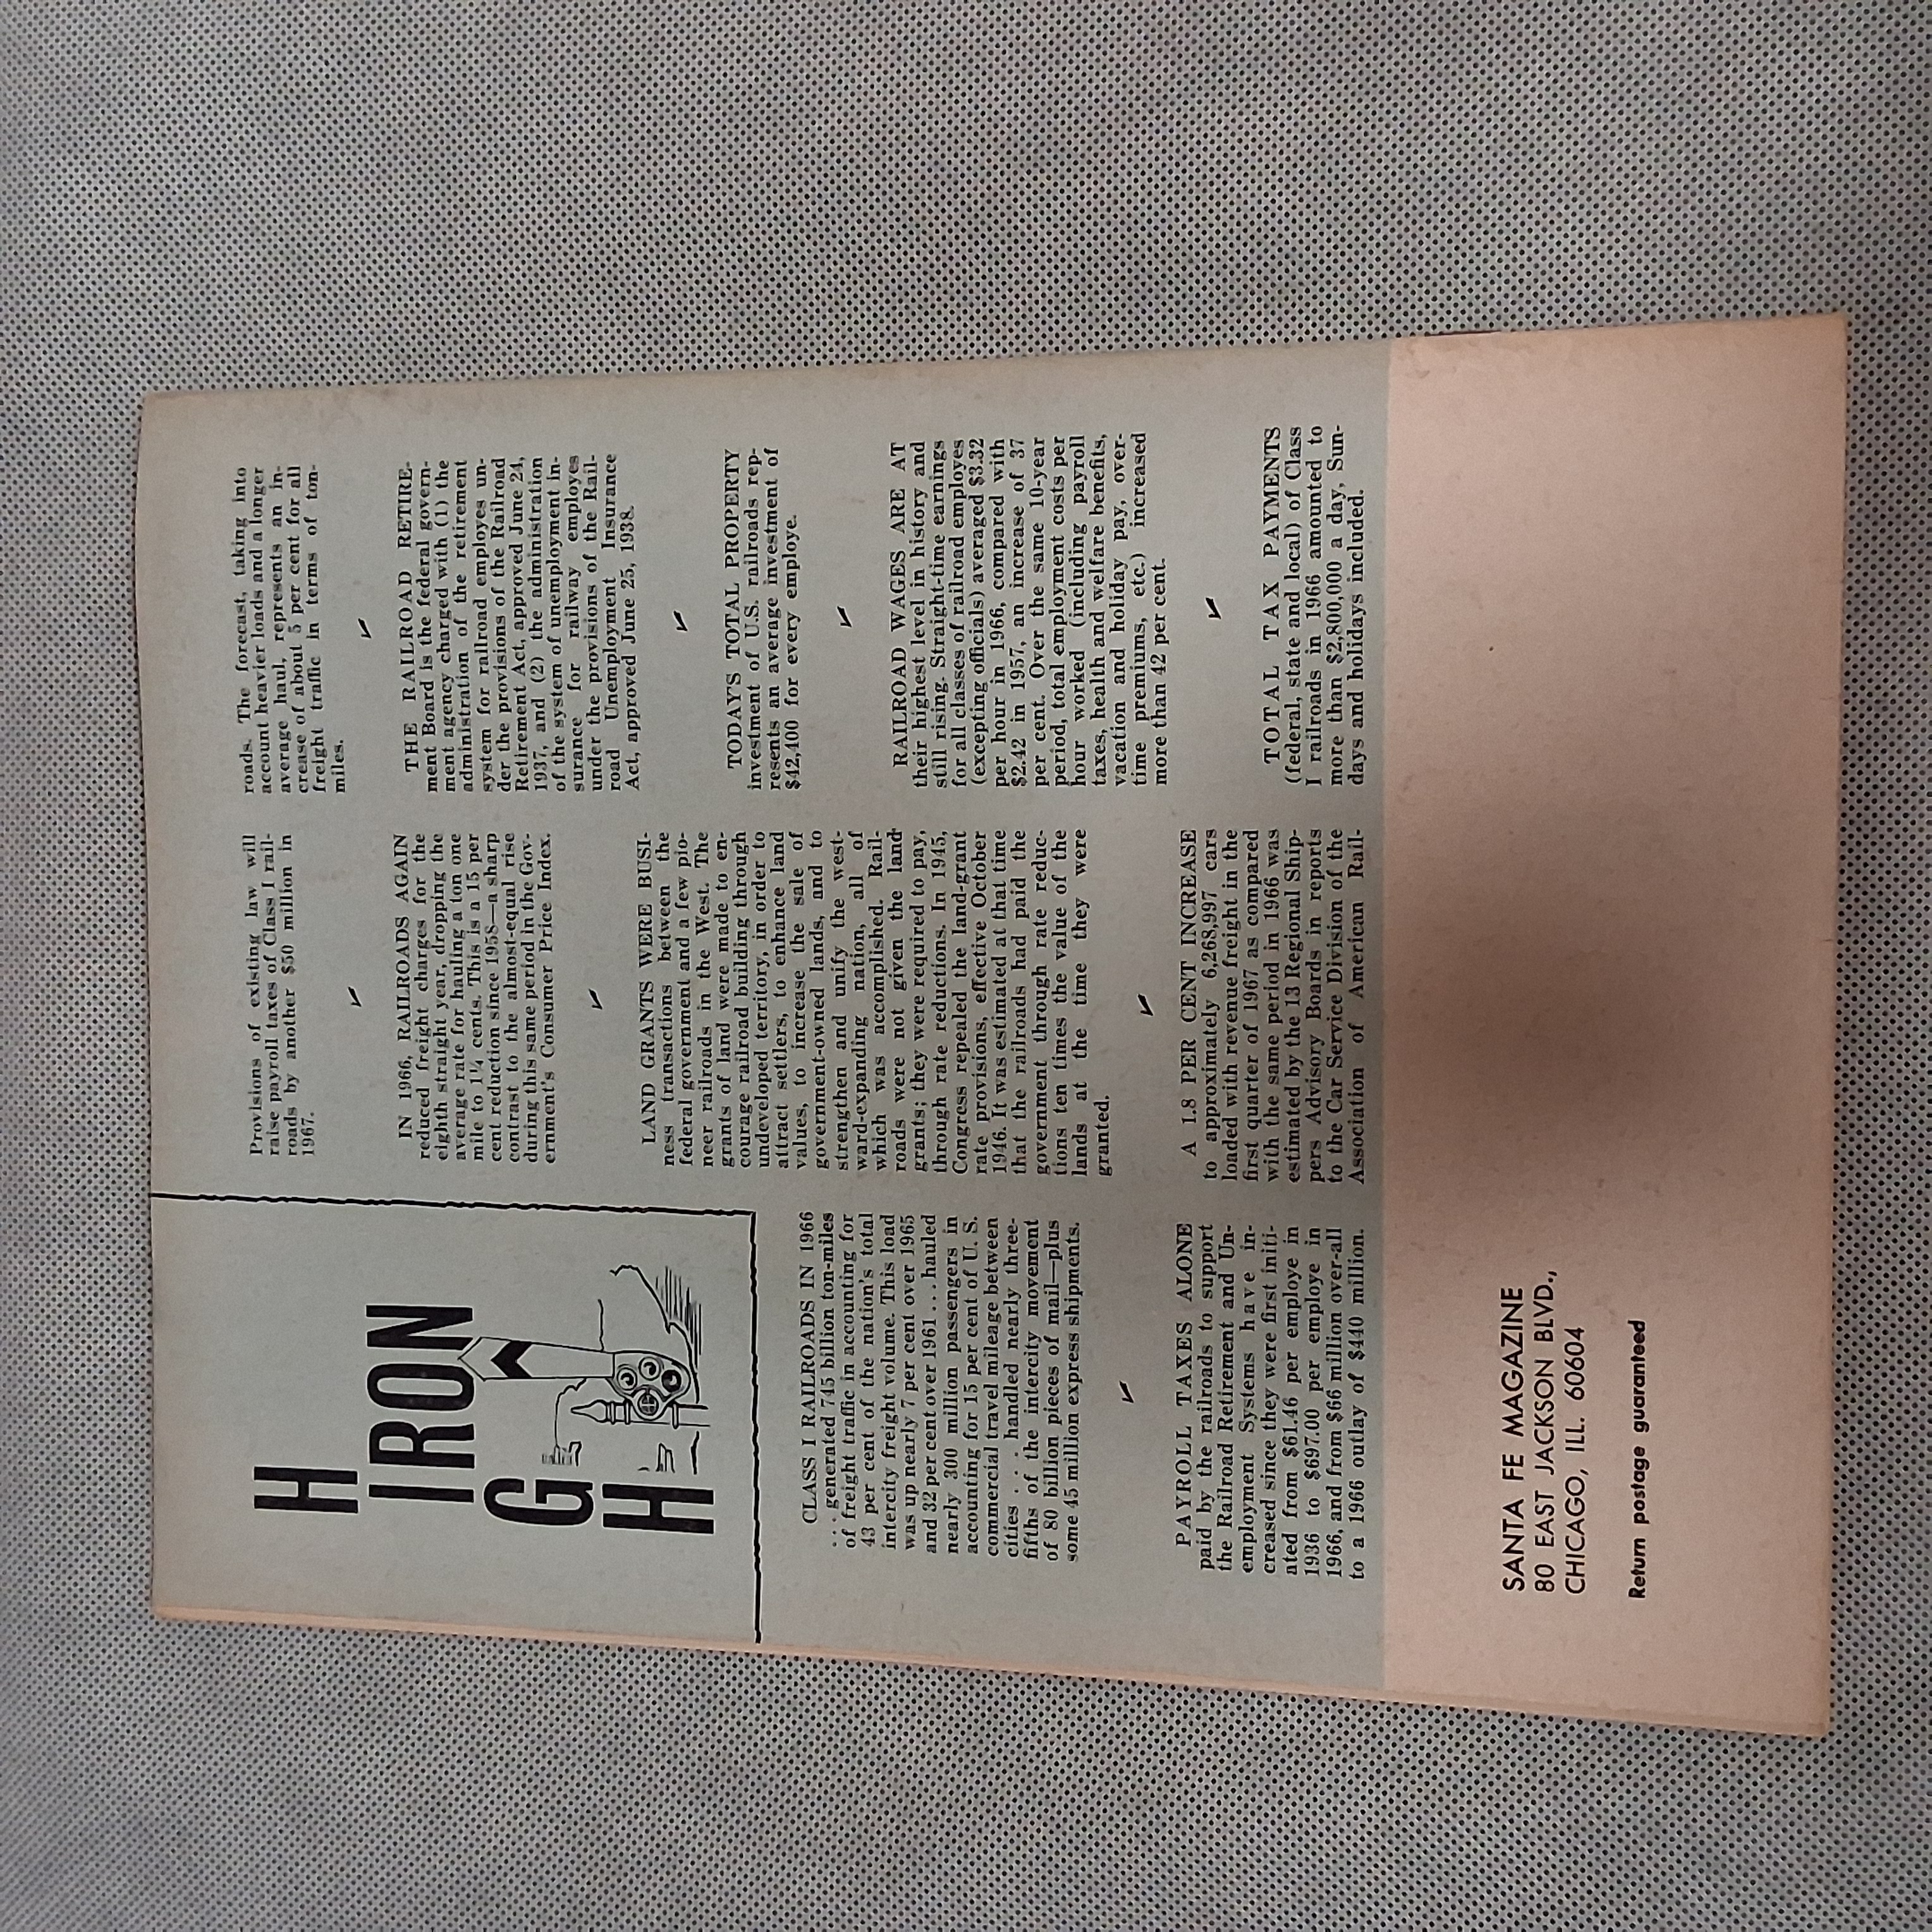 H
IRON
G
H
CLASS I RAILROADS IN 1966
. . . generated 745 billion ton-miles
of freight traffic in accounting for
43 per cent of the nation's total
intercity freight volume. This load
was up nearly 7 per cent over 1965
and 32 per cent over 1961 . . . hauled
nearly 300 million passengers in
accounting for 15 per cent of U. S.
commercial travel mileage between
cities . . . handled nearly three-
fifths of the intercity movement
of 80 billion pieces of mail—plus
some 45 million express shipments.
PAYROLL TAXES ALONE
paid by the railroads to support
the Railroad Retirement and Un-
employment Systems have in-
creased since they were first initi-
ated from $61.46 per employe in
1936 to $697.00 per employe in
1966, and from $66 million over-all
to a 1966 outlay of $440 million.
Provisions of existing law will
raise payroll taxes of Class I rail-
roads by another $50 million in
1967.
IN 1966, RAILROADS AGAIN
reduced freight charges for the
eighth straight year, dropping the
average rate for hauling a ton one
mile to 1¼ cents. This is a 15 per
cent reduction since 1958—a sharp
contrast to the almost-equal rise
during this same period in the Gov-
ernment's Consumer Price Index.
LAND GRANTS WERE BUSI-
ness transactions between the
federal government and a few pio-
neer railroads in the West. The
grants of land were made to en-
courage railroad building through
undeveloped territory, in order to
attract settlers, to enhance land
values, to increase the sale of
government-owned lands, and to
strengthen and unify the west-
ward-expanding nation, all of
which was accomplished. Rail-
roads were not given the land
grants; they were required to pay,
through rate reductions. In 1945,
Congress repealed the land-grant
rate provisions, effective October
1946. It was estimated at that time
that the railroads had paid the
government through rate reduc-
tions ten times the value of the
lands at the time they were
granted.
A 1.8 PER CENT INCREASE
to approximately 6,268,997 cars
loaded with revenue freight in the
first quarter of 1967 as compared
with the same period in 1966 was
estimated by the 13 Regional Ship-
pers Advisory Boards in reports
to the Car Service Division of the
Association of American Rail-
roads. The forecast, taking into
account heavier loads and a longer
average haul, represents an in-
crease of about 5 per cent for all
freight traffic in terms of ton-
miles.
THE RAILROAD RETIRE-
ment Board is the federal govern-
ment agency charged with (1) the
administration of the retirement
system for railroad employes un-
der the provisions of the Railroad
Retirement Act, approved June 24,
1937, and (2) the administration
of the system of unemployment in-
surance for railway employes
under the provisions of the Rail-
road Unemployment Insurance
Act, approved June 25, 1938.
TODAY'S TOTAL PROPERTY
investment of U.S. railroads rep-
resents an average investment of
$42,400 for every employe.
RAILROAD WAGES ARE AT
their highest level in history and
still rising. Straight-time earnings
for all classes of railroad employes
(excepting officials) averaged $3.32
per hour in 1966, compared with
$2.42 in 1957, an increase of 37
per cent. Over the same 10-year
period, total employment costs per
hour worked (including payroll
taxes, health and welfare benefits,
vacation and holiday pay, over-
time premiums, etc.) increased
more than 42 per cent.
TOTAL TAX PAYMENTS
(federal, state and local) of Class
I railroads in 1966 amounted to
more than $2,800,000 a day, Sun-
days and holidays included.
SANTA FE MAGAZINE
80 EAST JACKSON BLVD.,
CHICAGO, ILL. 60604
Return postage guaranteed